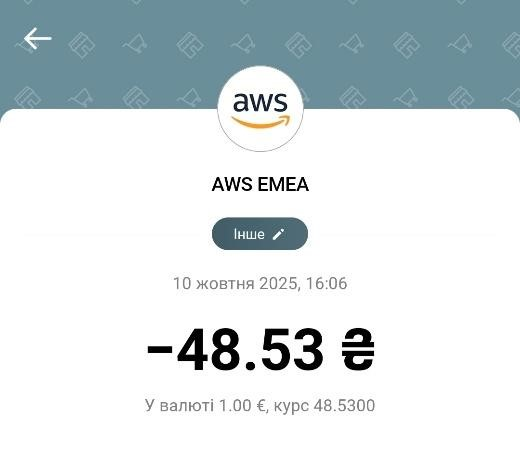 aws
AWS EMEA
Інше
10 жовтня 2025, 16:06
−48.53 ₴
У валюті 1.00 €, курс 48.5300